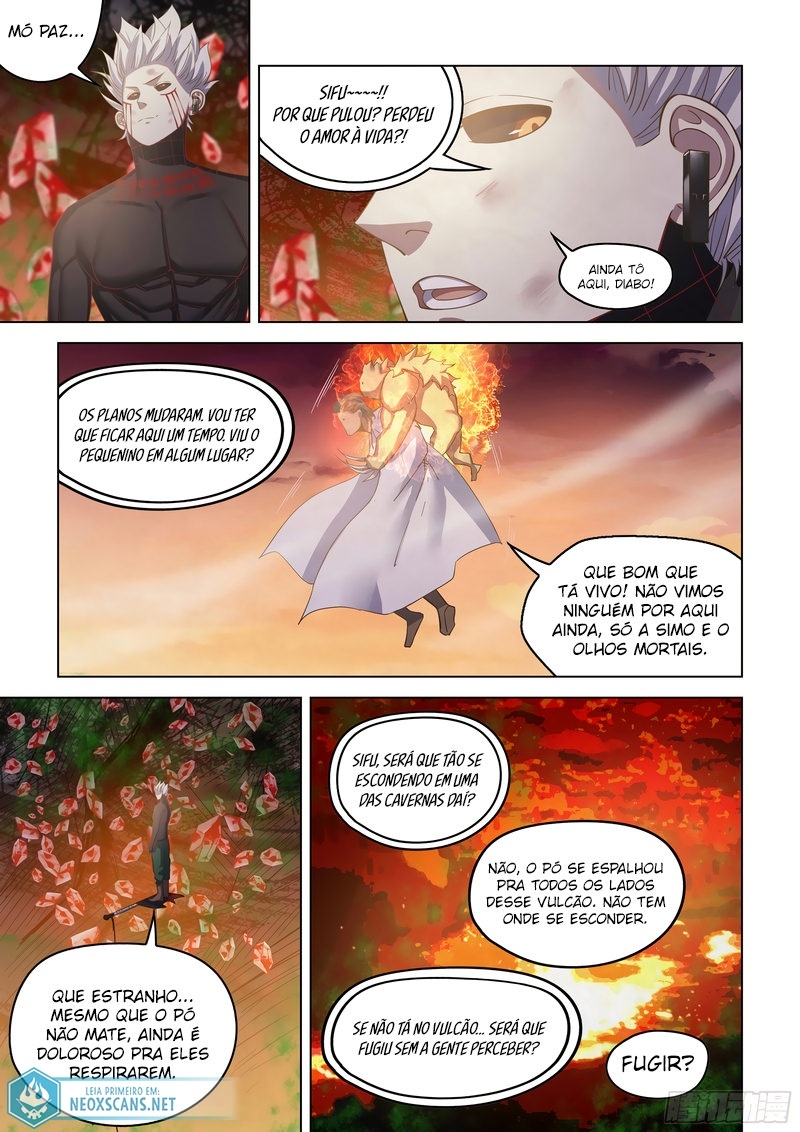 MÓ PAZ...
SIFU~~~~!!
POR QUE PULOU? PERDEU
O AMOR À VIDA?!
AINDA TÔ
AQUI, DIABO!
OS PLANOS MUDARAM. VOU TER
QUE FICAR AQUI UM TEMPO. VIU O
PEQUENINO EM ALGUM LUGAR?
QUE BOM QUE
TÁ VIVO! NÃO VIMOS
NINGUÉM POR AQUI
AINDA, SÓ A SIMO E O
OLHOS MORTAIS.
QUE ESTRANHO...
MESMO QUE O PÓ
NÃO MATE, AINDA É
DOLOROSO PRA ELES
RESPIRAREM.
SIFU, SERÁ QUE TÃO SE
ESCONDENDO EM UMA
DAS CAVERNAS DAÍ?
NÃO, O PÓ SE ESPALHOU
PRA TODOS OS LADOS
DESSE VULCÃO. NÃO TEM
ONDE SE ESCONDER.
SE NÃO TÁ NO VULCÃO... SERÁ QUE
FUGIU SEM A GENTE PERCEBER?
FUGIR?
LEIA PRIMEIRO EM:
NEOXSCANS.NET
腾讯动漫